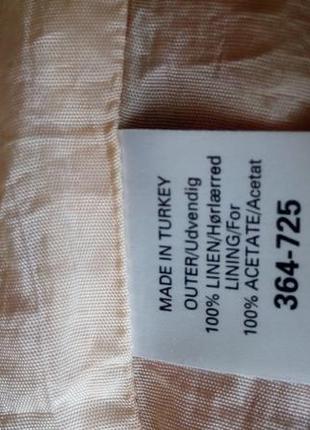 MADE IN TURKEY
OUTER/Udvendig
100% LINEN/Hørlærred
LINING/For
100% ACETATE/Acetat
364-725